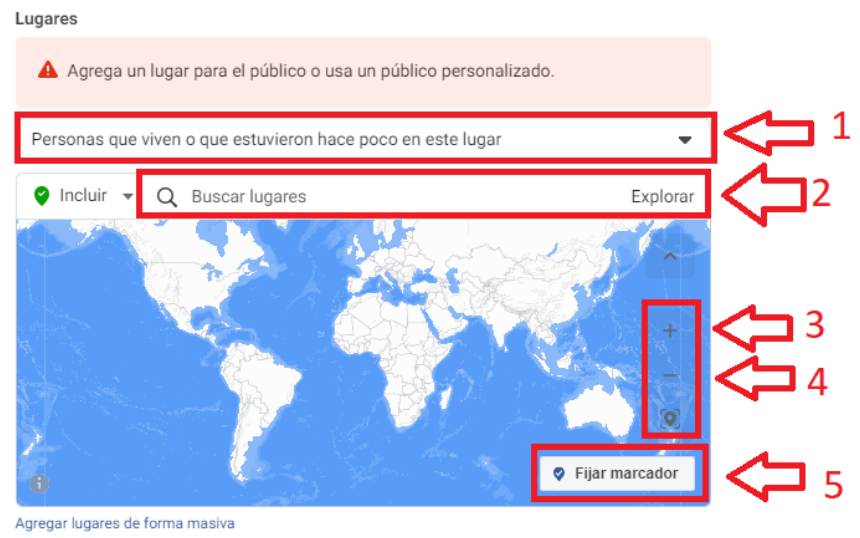 Lugares
Agrega un lugar para el público o usa un público personalizado.
Personas que viven o que estuvieron hace poco en este lugar
1
Incluir
Buscar lugares
Explorar
2
+
3
−
4
Fijar marcador
5
Agregar lugares de forma masiva